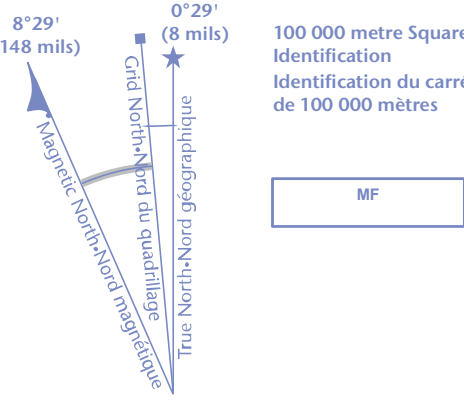 8°29'
148 mils)
0°29'
(8 mils)
Grid North•Nord du quadrillage
Magnetic North•Nord magnétique
True North•Nord géographique
100 000 metre Square
Identification
Identification du carré
de 100 000 mètres
MF